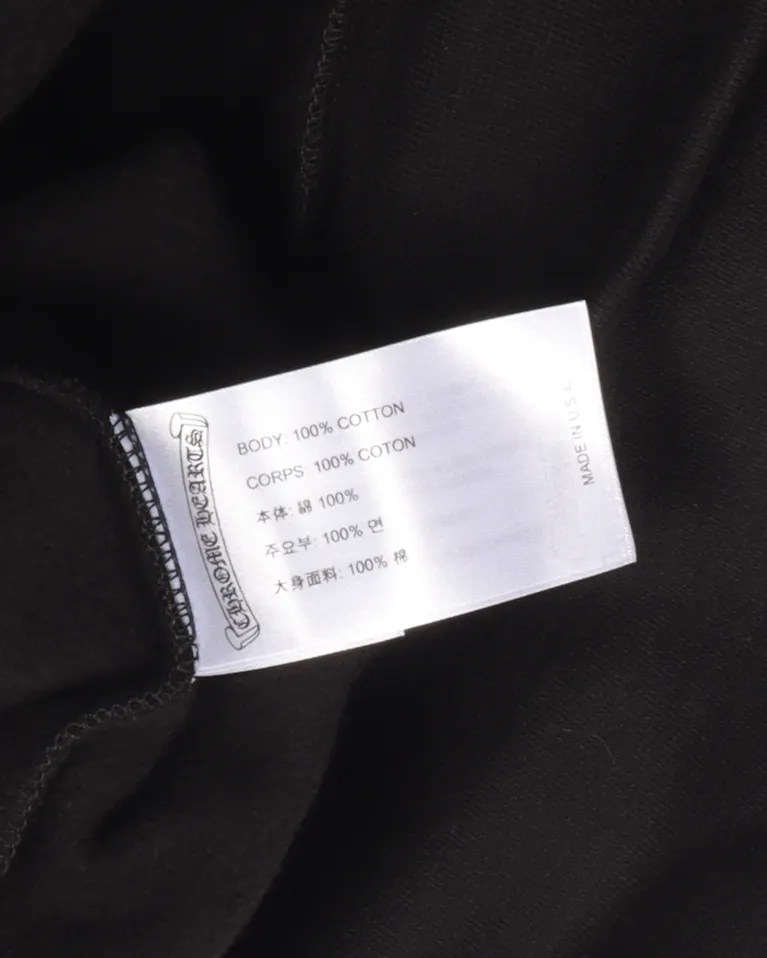 CHROME HEARTS
BODY: 100% COTTON
CORPS: 100% COTON
本体: 綿 100%
주요부: 100% 면
大身面料: 100% 棉
MADE IN U.S.A.